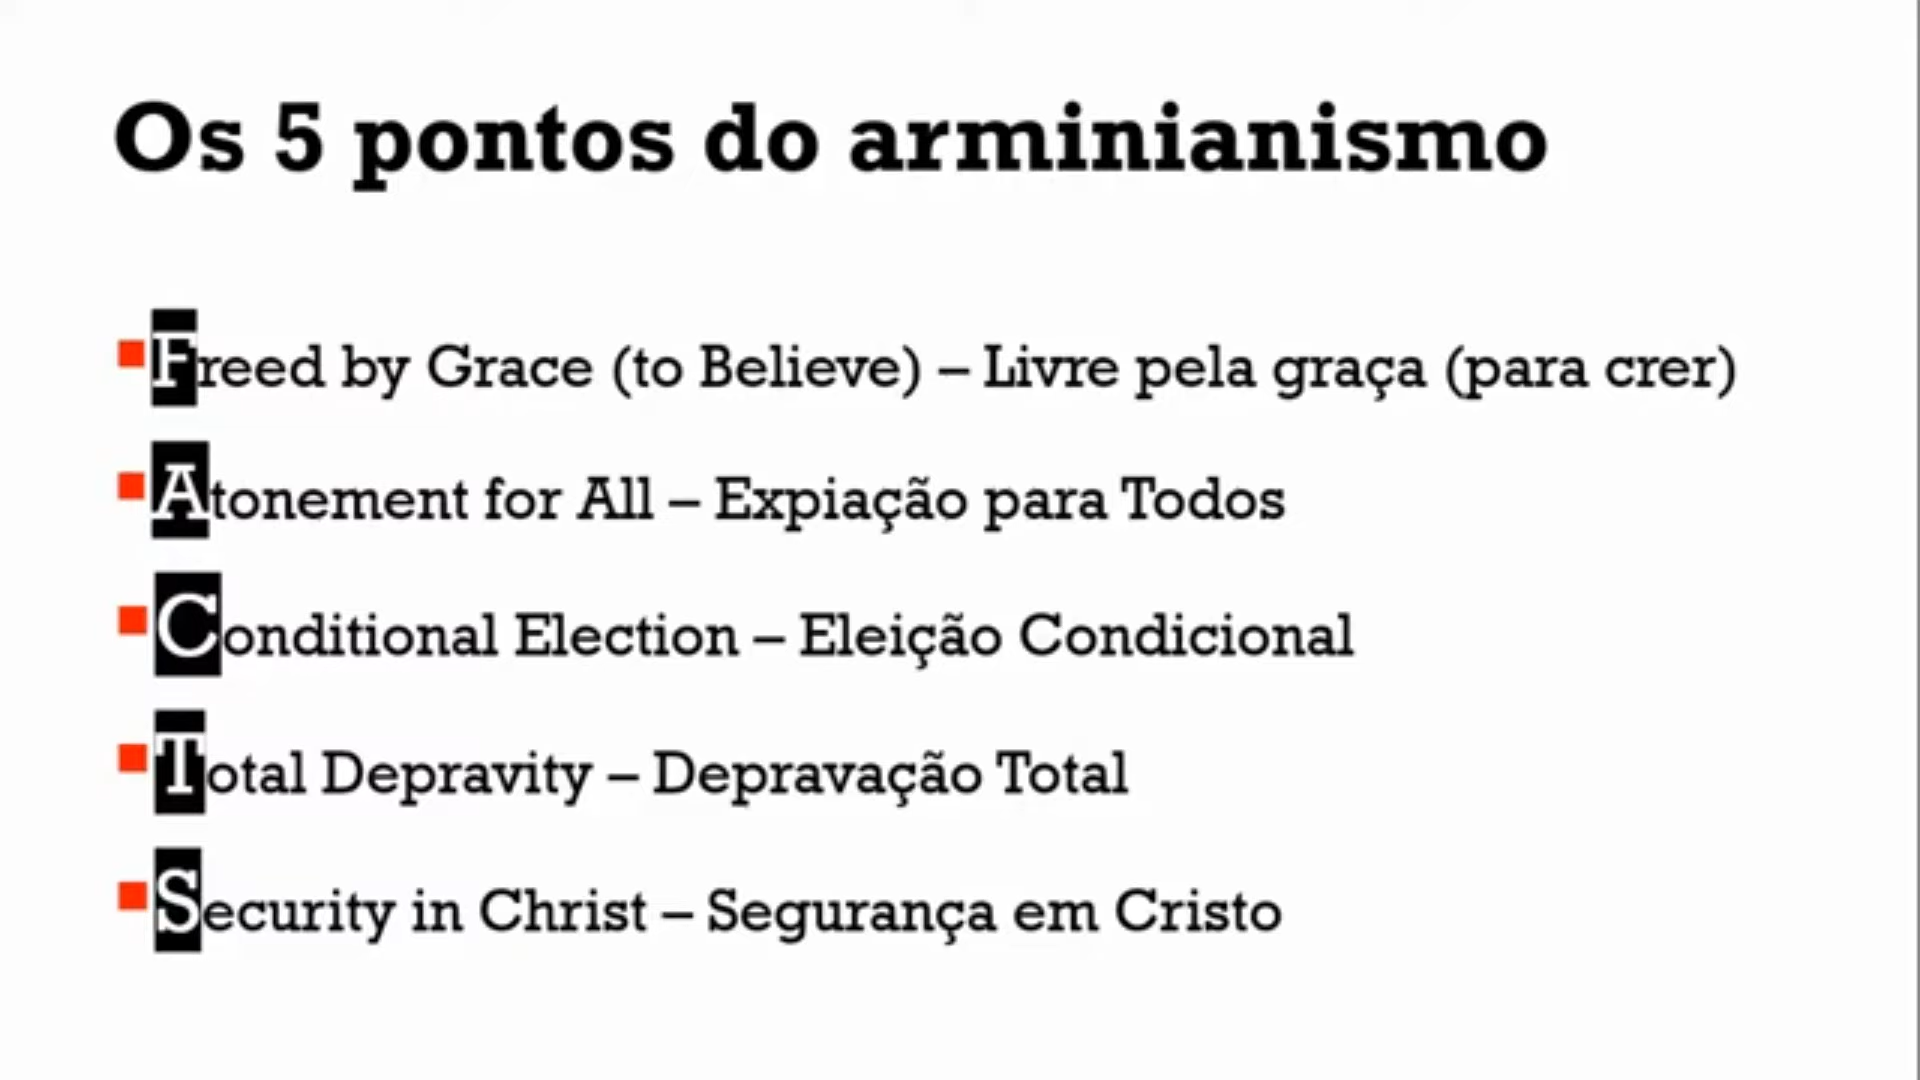 Os 5 pontos do arminianismo
Freed by Grace (to Believe) – Livre pela graça (para crer)
Atonement for All – Expiação para Todos
Conditional Election – Eleição Condicional
Total Depravity – Depravação Total
Security in Christ – Segurança em Cristo